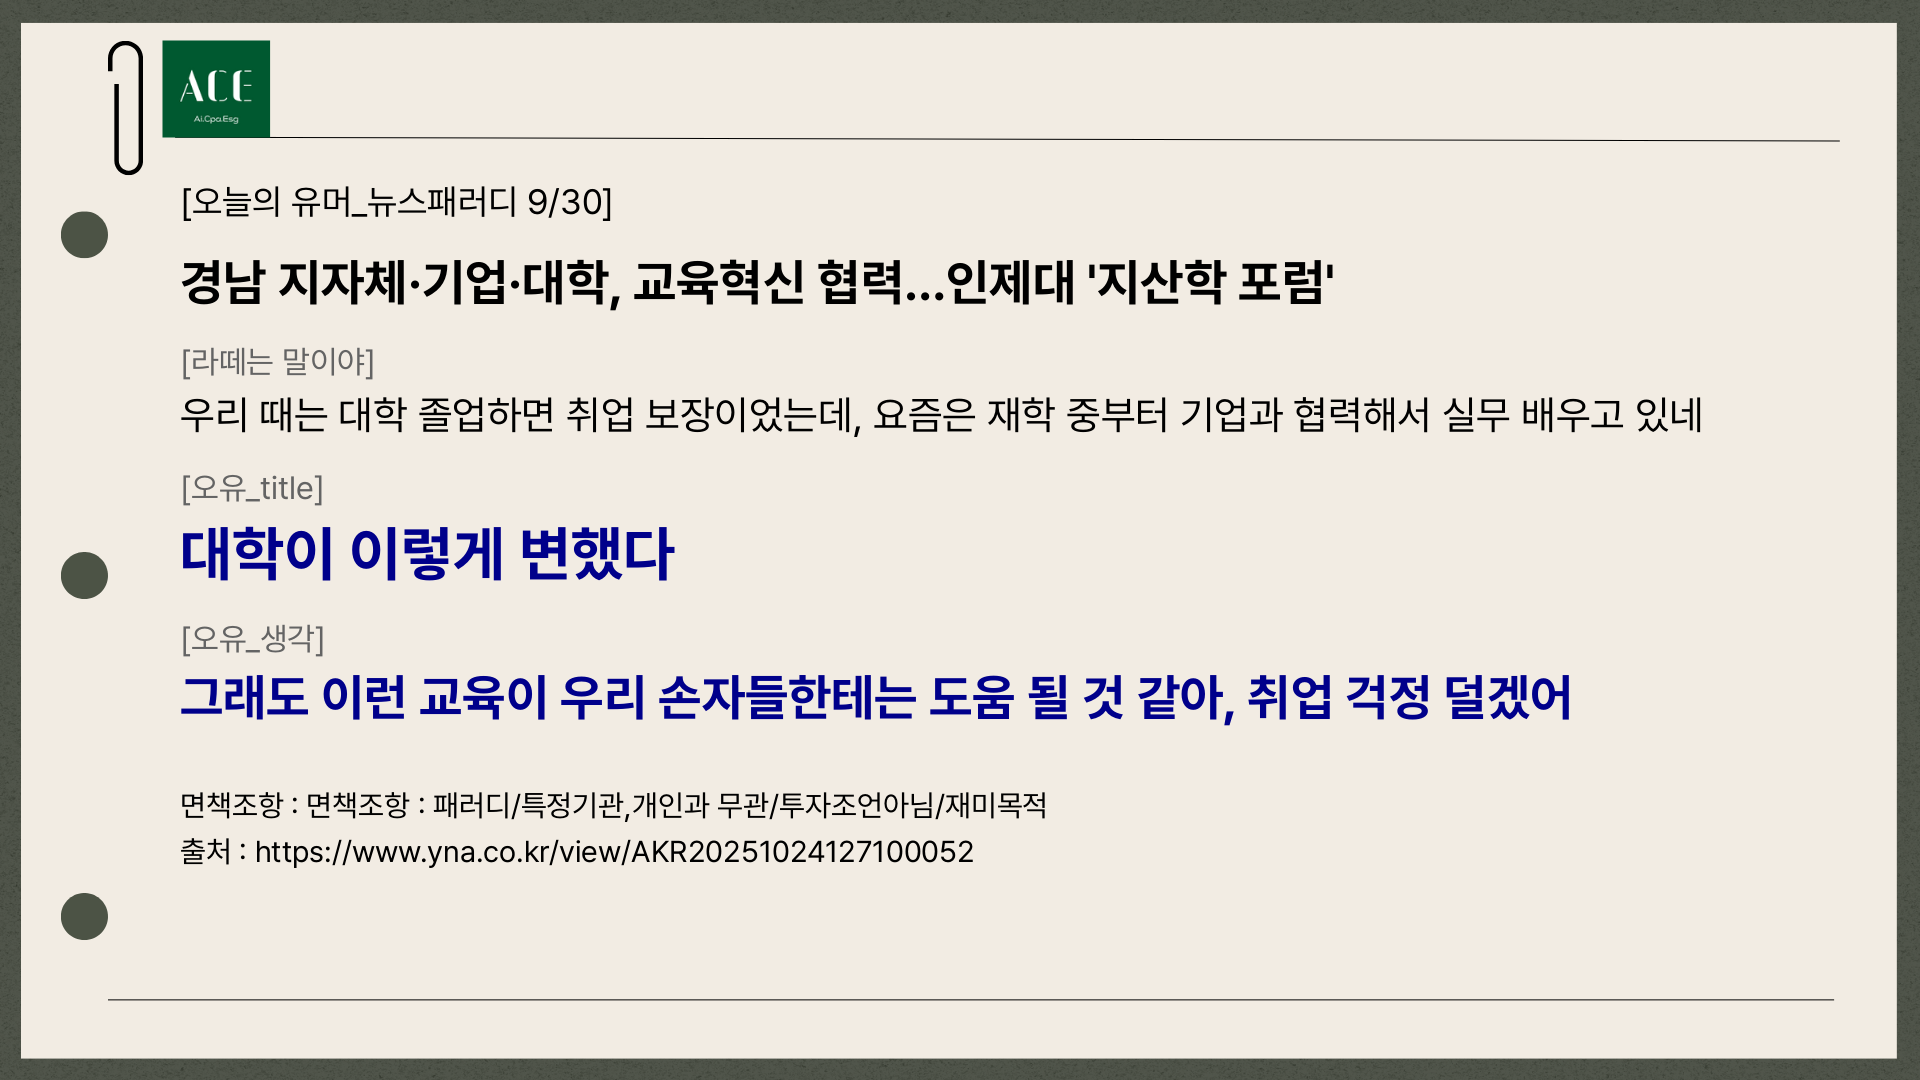 ACE
Ai.Cpa.Esg
[오늘의 유머_뉴스패러디 9/30]
경남 지자체·기업·대학, 교육혁신 협력…인제대 '지산학 포럼'
[라떼는 말이야]
우리 때는 대학 졸업하면 취업 보장이었는데, 요즘은 재학 중부터 기업과 협력해서 실무 배우고 있네
[오유_title]
대학이 이렇게 변했다
[오유_생각]
그래도 이런 교육이 우리 손자들한테는 도움 될 것 같아, 취업 걱정 덜겠어
면책조항 : 면책조항 : 패러디/특정기관,개인과 무관/투자조언아님/재미목적
출처 : https://www.yna.co.kr/view/AKR20251024127100052